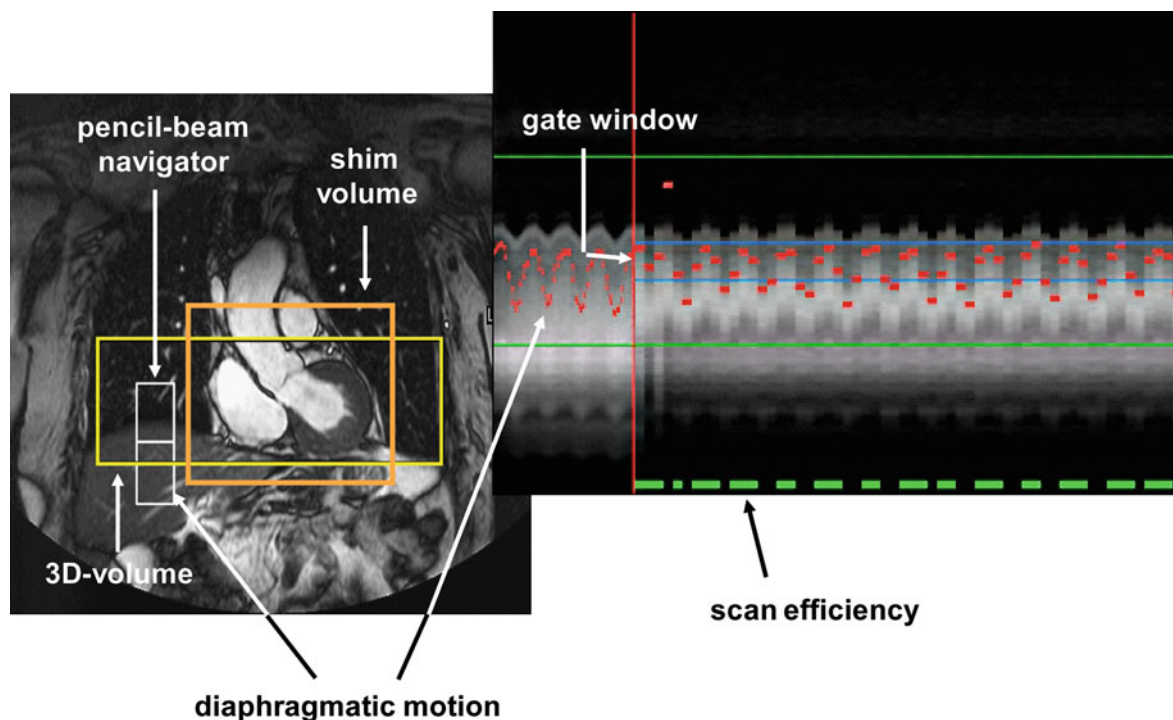 pencil-beam
navigator
shim
volume
gate window
3D-volume
scan efficiency
diaphragmatic motion